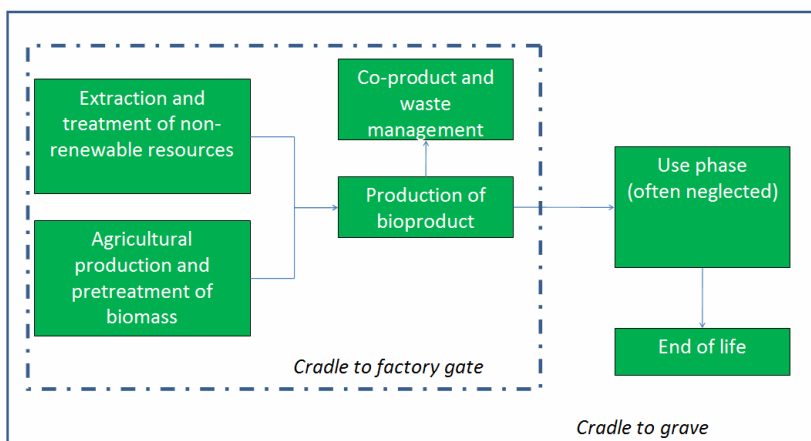 Extraction and
treatment of non-
renewable resources
Agricultural
production and
pretreatment of
biomass
Co-product and
waste
management
Production of
bioproduct
Use phase
(often neglected)
End of life
Cradle to factory gate
Cradle to grave